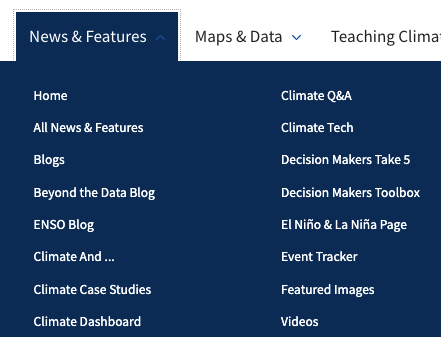 News & Features
Maps & Data
Teaching
Home
All News & Features
Blogs
Beyond the Data Blog
ENSO Blog
Climate And ...
Climate Case Studies
Climate Dashboard
Climate Q&A
Climate Tech
Decision Makers Take 5
Decision Makers Toolbox
El Niño & La Niña Page
Event Tracker
Featured Images
Videos